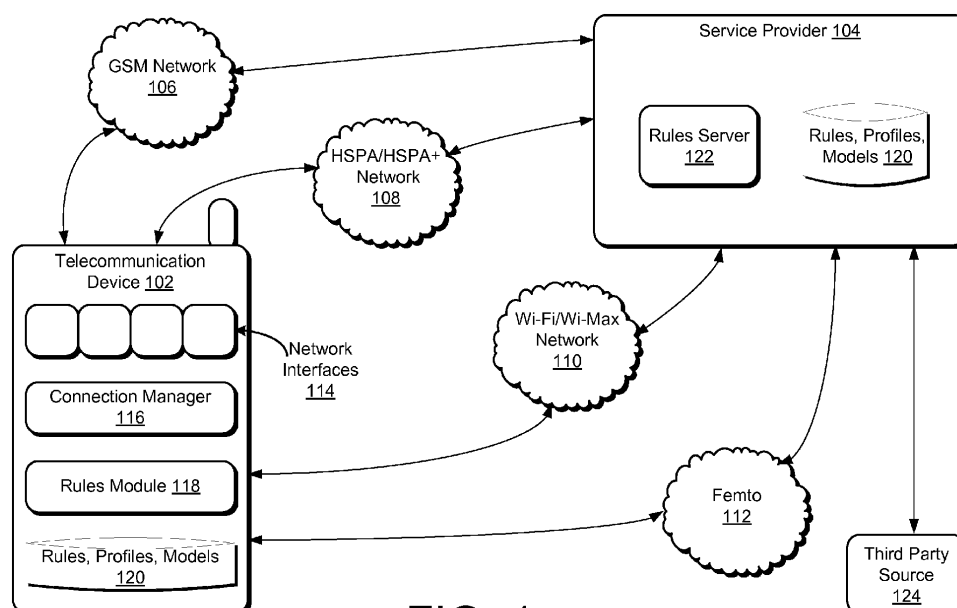 Service Provider 104
GSM Network
106
Rules Server
122
Rules, Profiles,
Models 120
HSPA/HSPA+
Network
108
Telecommunication
Device 102
Network
Interfaces
114
Wi-Fi/Wi-Max
Network
110
Connection Manager
116
Rules Module 118
Femto
112
Rules, Profiles, Models
120
Third Party
Source
124